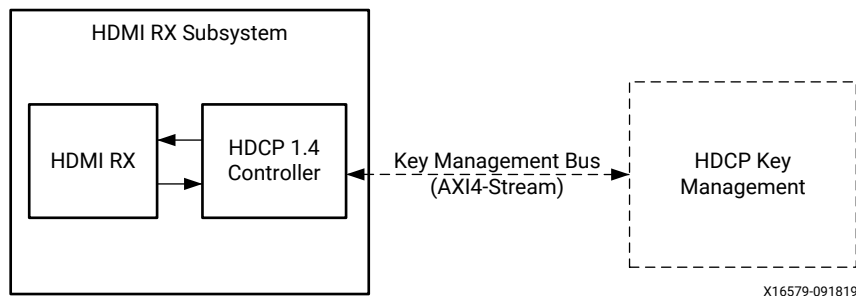 HDMI RX Subsystem
HDMI RX
HDCP 1.4
Controller
Key Management Bus
(AXI4-Stream)
HDCP Key
Management
X16579-091819